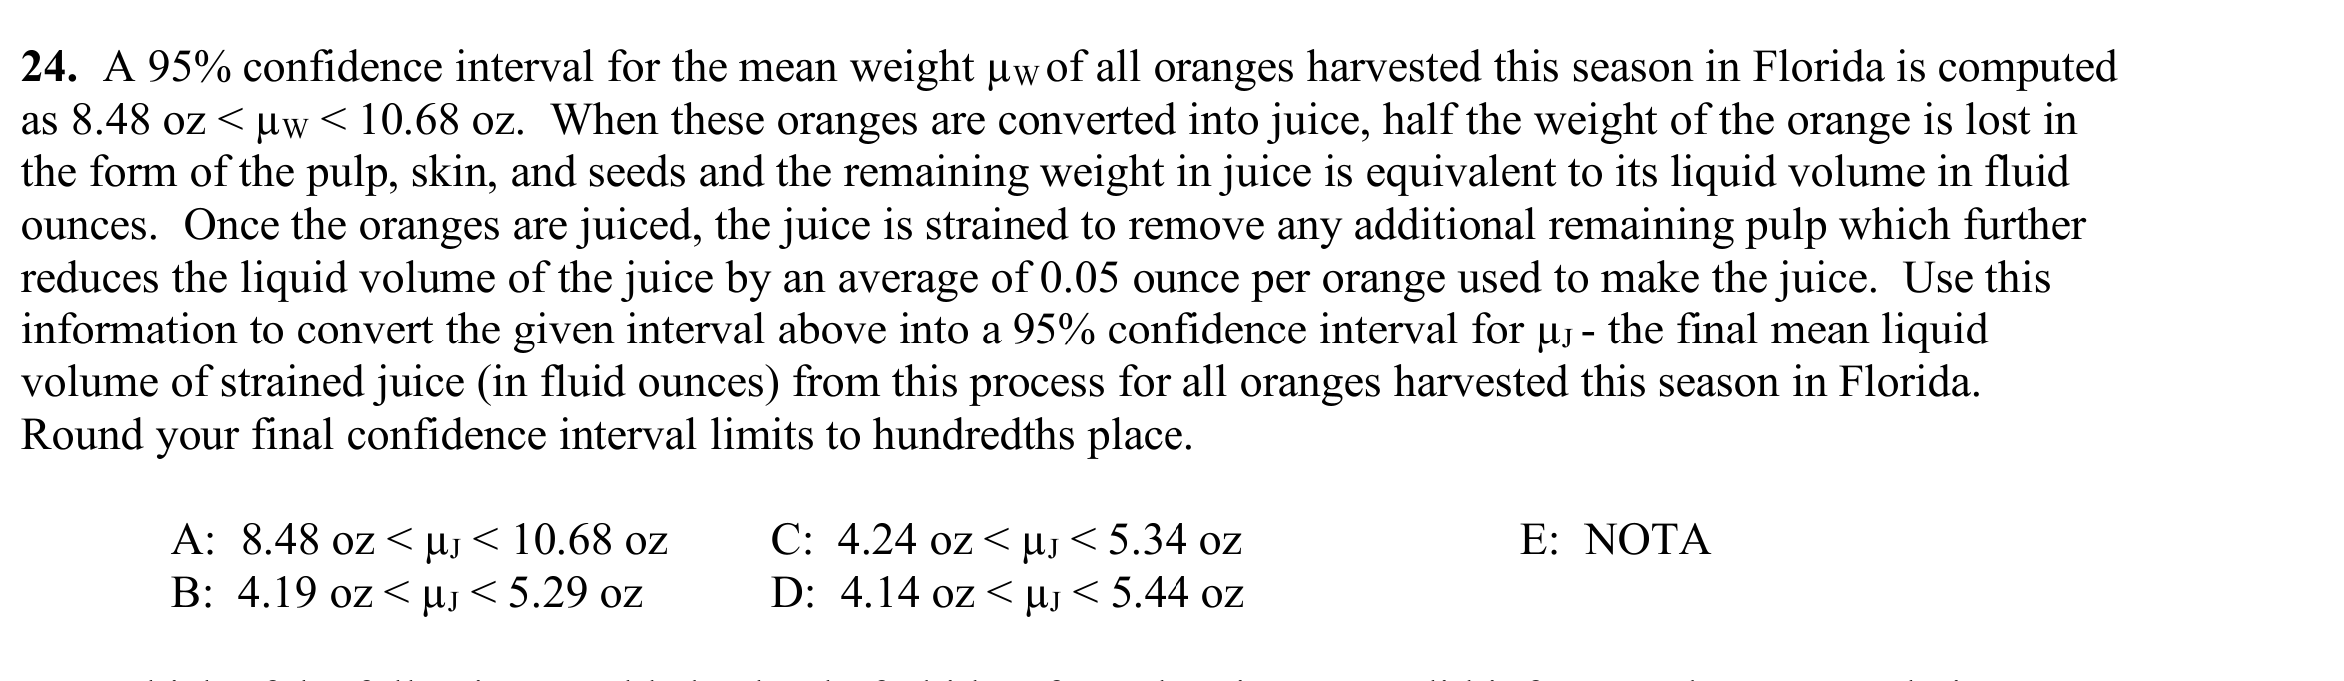 24. A 95% confidence interval for the mean weight μW of all oranges harvested this season in Florida is computed
as 8.48 oz < μW < 10.68 oz. When these oranges are converted into juice, half the weight of the orange is lost in
the form of the pulp, skin, and seeds and the remaining weight in juice is equivalent to its liquid volume in fluid
ounces. Once the oranges are juiced, the juice is strained to remove any additional remaining pulp which further
reduces the liquid volume of the juice by an average of 0.05 ounce per orange used to make the juice. Use this
information to convert the given interval above into a 95% confidence interval for μJ - the final mean liquid
volume of strained juice (in fluid ounces) from this process for all oranges harvested this season in Florida.
Round your final confidence interval limits to hundredths place.
A: 8.48 oz < μJ < 10.68 oz C: 4.24 oz < μJ < 5.34 oz E: NOTA
B: 4.19 oz < μJ < 5.29 oz D: 4.14 oz < μJ < 5.44 oz